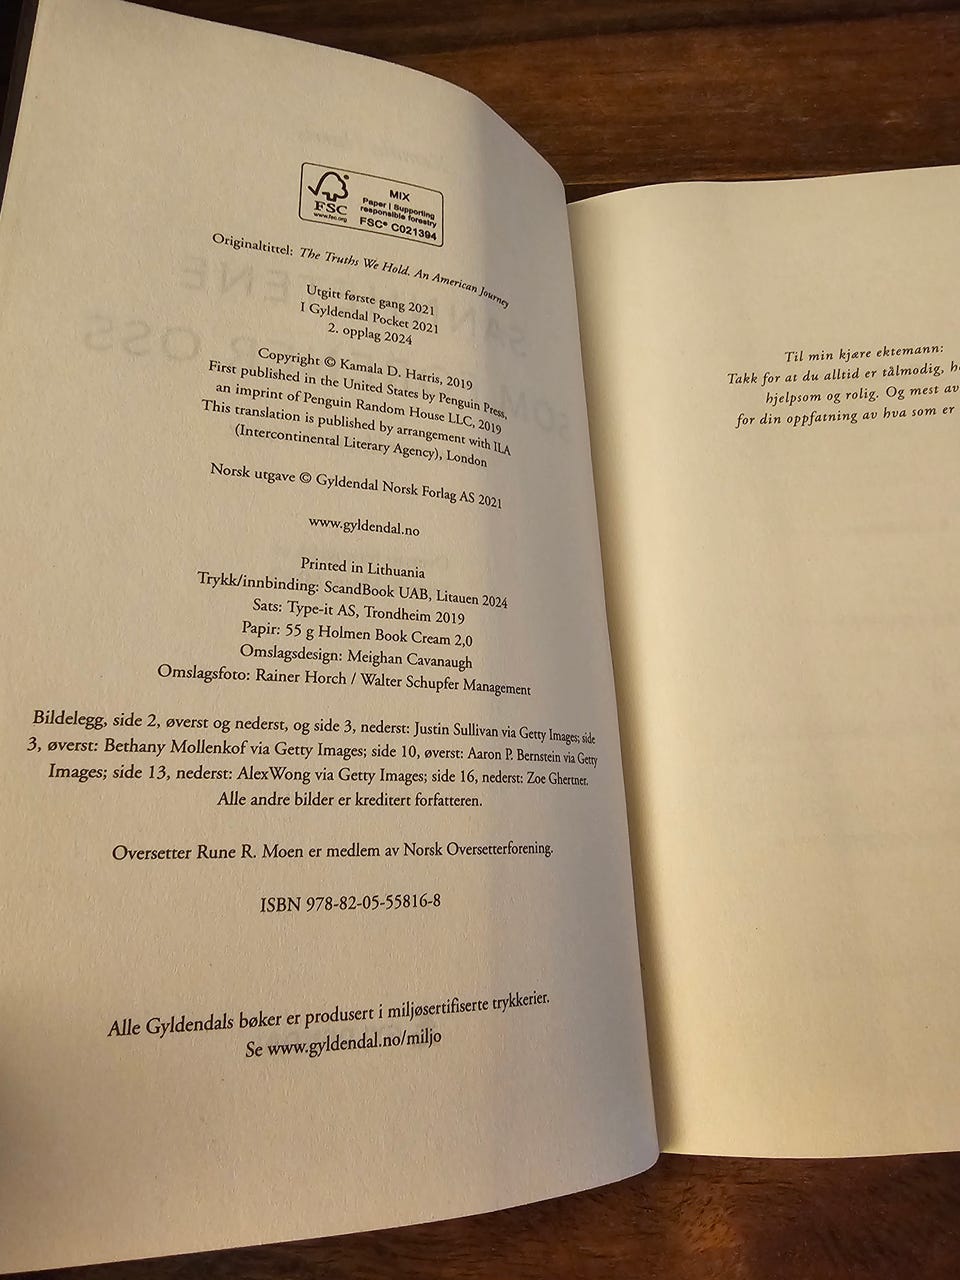 FSC
www.fsc.org
MIX
Paper | Supporting
responsible forestry
FSC® C021394
Originaltittel: The Truths We Hold. An American Journey
Utgitt første gang 2021
I Gyldendal Pocket 2021
2. opplag 2024
Copyright © Kamala D. Harris, 2019
First published in the United States by Penguin Press,
an imprint of Penguin Random House LLC, 2019
This translation is published by arrangement with ILA
(Intercontinental Literary Agency), London
Norsk utgave © Gyldendal Norsk Forlag AS 2021
www.gyldendal.no
Printed in Lithuania
Trykk/innbinding: ScandBook UAB, Litauen 2024
Sats: Type-it AS, Trondheim 2019
Papir: 55 g Holmen Book Cream 2,0
Omslagsdesign: Meighan Cavanaugh
Omslagsfoto: Rainer Horch / Walter Schupfer Management
Bildelegg, side 2, øverst og nederst, og side 3, nederst: Justin Sullivan via Getty Images; side
3, øverst: Bethany Mollenkof via Getty Images; side 10, øverst: Aaron P. Bernstein via Getty
Images; side 13, nederst: AlexWong via Getty Images; side 16, nederst: Zoe Ghertner.
Alle andre bilder er kreditert forfatteren.
Oversetter Rune R. Moen er medlem av Norsk Oversetterforening.
ISBN 978-82-05-55816-8
Alle Gyldendals bøker er produsert i miljøsertifiserte trykkerier.
Se www.gyldendal.no/miljo
Til min kjære ektemann:
Takk for at du alltid er tålmodig,
hjelpsom og rolig. Og mest av
for din oppfatning av hva som er